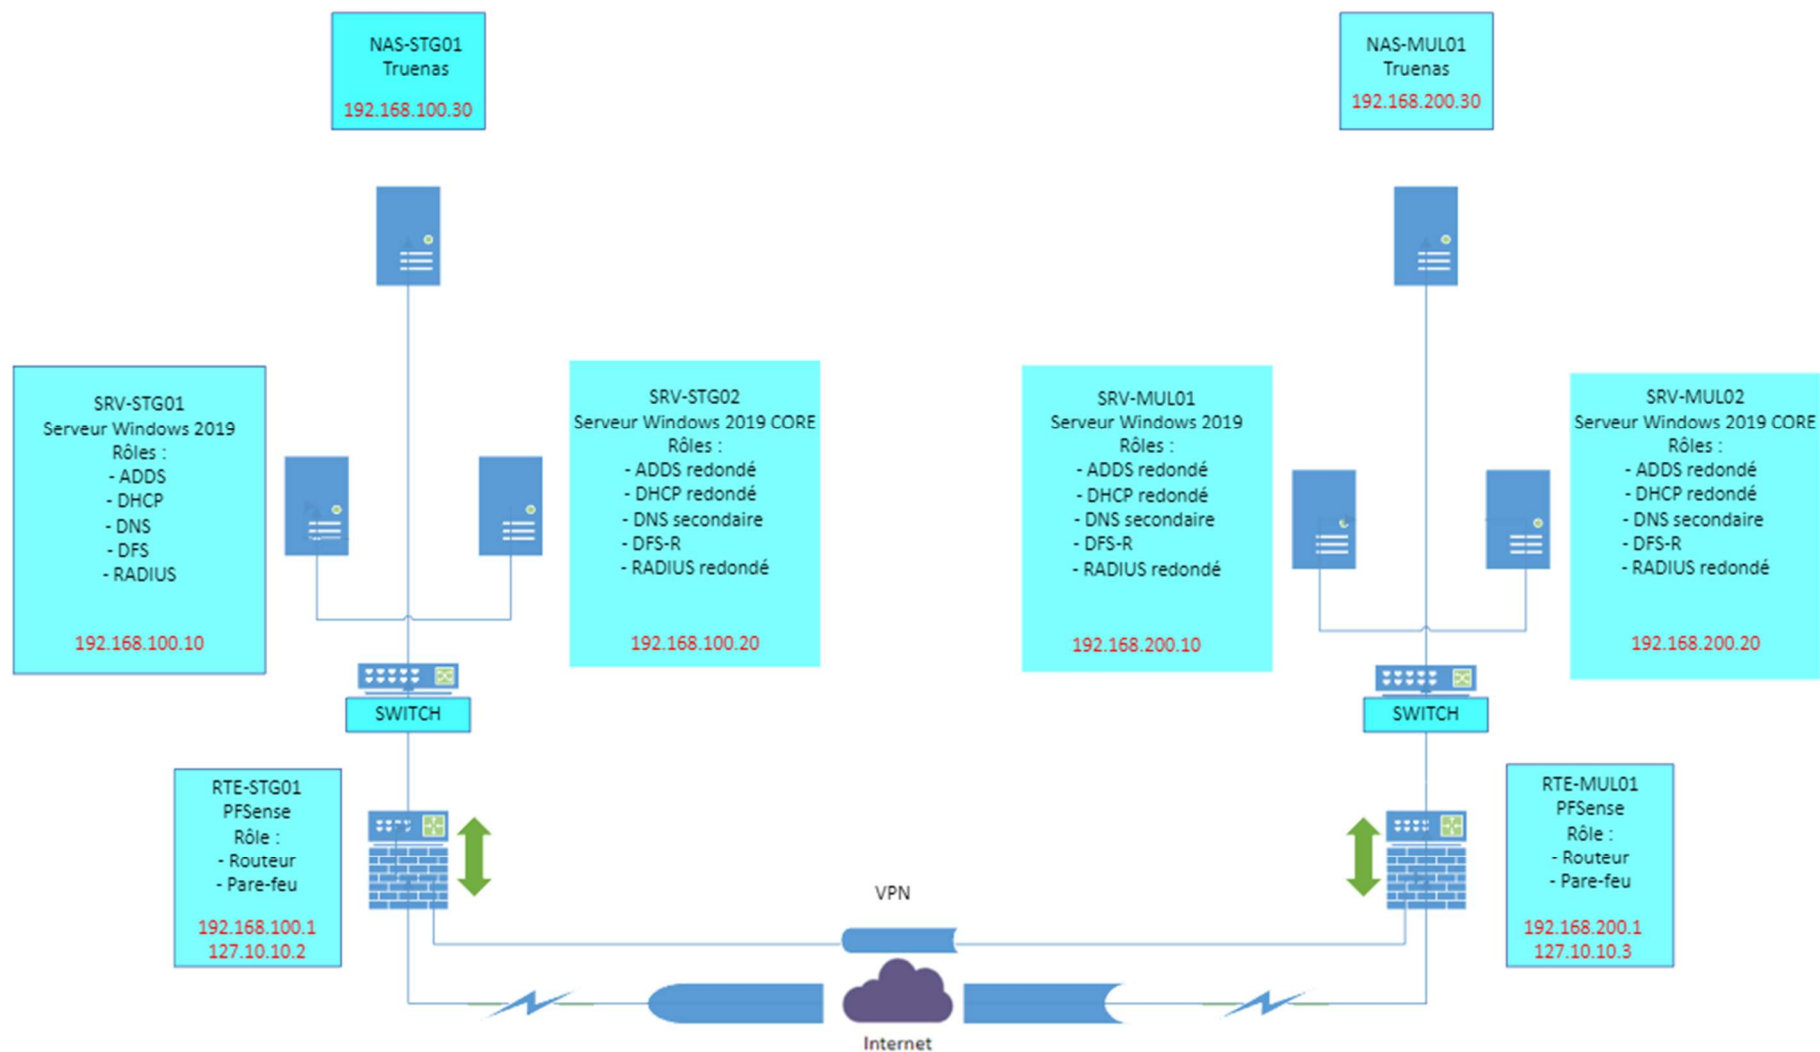 NAS-STG01
Truenas
192.168.100.30
NAS-MUL01
Truenas
192.168.200.30
SRV-STG01
Serveur Windows 2019
Rôles :
- ADDS
- DHCP
- DNS
- DFS
- RADIUS
192.168.100.10
SRV-STG02
Serveur Windows 2019 CORE
Rôles :
- ADDS redondé
- DHCP redondé
- DNS secondaire
- DFS-R
- RADIUS redondé
192.168.100.20
SRV-MUL01
Serveur Windows 2019
Rôles :
- ADDS redondé
- DHCP redondé
- DNS secondaire
- DFS-R
- RADIUS redondé
192.168.200.10
SRV-MUL02
Serveur Windows 2019 CORE
Rôles :
- ADDS redondé
- DHCP redondé
- DNS secondaire
- DFS-R
- RADIUS redondé
192.168.200.20
SWITCH
SWITCH
RTE-STG01
PFSense
Rôle :
- Routeur
- Pare-feu
192.168.100.1
127.10.10.2
RTE-MUL01
PFSense
Rôle :
- Routeur
- Pare-feu
192.168.200.1
127.10.10.3
VPN
Internet